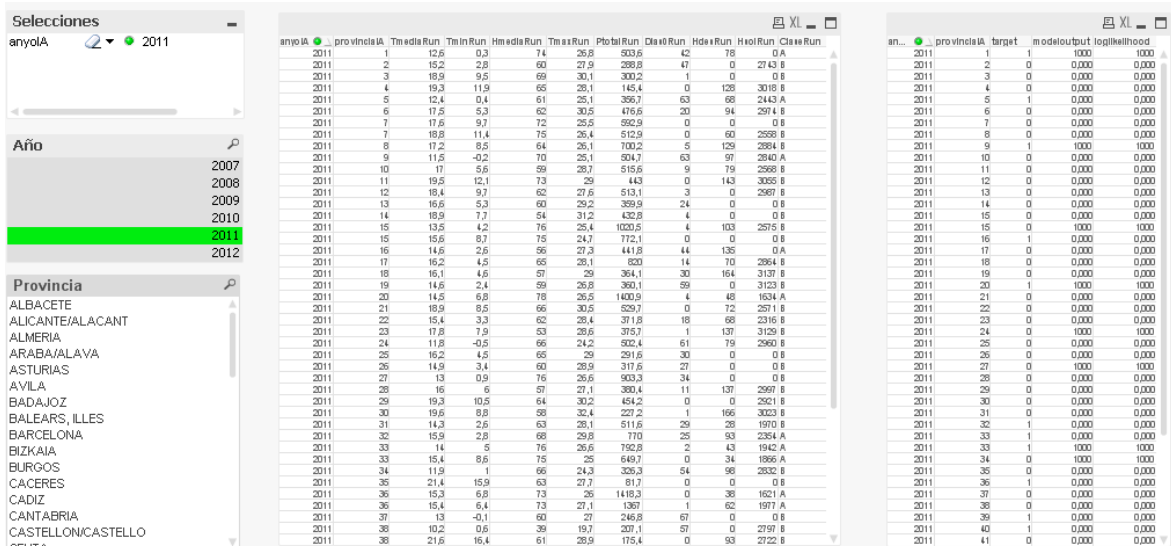 Selecciones
anyoIA 2011
Año
2007
2008
2009
2010
2011
2012
Provincia
ALBACETE
ALICANTE/ALACANT
ALMERIA
ARABA/ALAVA
ASTURIAS
AVILA
BADAJOZ
BALEARS, ILLES
BARCELONA
BIZKAIA
BURGOS
CACERES
CADIZ
CANTABRIA
CASTELLON/CASTELLO
XL
anyoIA provinciaIA TmediaRun TminRun HmediaRun TmaxRun PtotalRun Dias0Run HdesRun HsolRun ClaseRun
2011 1 12,6 0,3 74 26,8 503,6 42 78 0 A
2011 2 15,2 2,8 60 27,9 288,8 47 0 2743 B
2011 3 18,9 9,5 69 30,1 300,2 1 0 0 B
2011 4 19,3 11,9 65 28,1 145,4 0 128 3018 B
2011 5 12,4 0,4 61 25,1 356,7 63 68 2443 A
2011 6 17,5 5,3 62 30,5 476,6 20 94 2974 B
2011 7 17,6 9,7 72 25,5 592,9 0 0 0 B
2011 7 18,8 11,4 75 26,4 512,9 0 60 2558 B
2011 8 17,2 8,5 64 26,1 700,2 5 129 2884 B
2011 9 11,5 -0,2 70 25,1 504,7 63 97 2840 A
2011 10 17 5,6 59 28,7 515,6 9 79 2568 B
2011 11 19,5 12,1 73 29 443 0 143 3055 B
2011 12 18,4 9,7 62 27,6 513,1 3 0 2987 B
2011 13 16,6 5,3 60 29,2 359,9 24 0 0 B
2011 14 18,9 7,7 54 31,2 432,8 4 0 0 B
2011 15 13,5 4,2 76 25,4 1020,5 4 103 2575 B
2011 15 15,6 8,7 75 24,7 772,1 0 0 0 B
2011 16 14,6 2,6 56 27,3 441,8 44 135 0 A
2011 17 16,2 4,5 65 28,1 820 14 70 2864 B
2011 18 16,1 4,6 57 29 364,1 30 164 3137 B
2011 19 14,6 2,4 59 26,8 360,1 59 0 3123 B
2011 20 14,5 6,8 78 26,5 1400,9 4 48 1634 A
2011 21 18,9 8,5 66 30,5 529,7 0 72 2571 B
2011 22 15,4 3,3 62 28,4 371,8 18 68 2316 B
2011 23 17,8 7,9 53 28,6 375,7 1 137 3129 B
2011 24 11,8 -0,5 66 24,2 502,4 61 79 2960 B
2011 25 16,2 4,5 65 29 291,6 30 0 0 B
2011 26 14,9 3,4 60 28,9 317,6 27 0 0 B
2011 27 13 0,9 76 26,6 903,3 34 0 0 B
2011 28 16 6 57 27,1 380,4 11 137 2997 B
2011 29 19,3 10,5 64 30,2 454,2 0 0 2921 B
2011 30 19,6 8,8 58 32,4 227,2 1 166 3023 B
2011 31 14,3 2,6 63 28,1 511,6 29 28 1970 B
2011 32 15,9 2,8 68 29,8 770 25 93 2354 A
2011 33 14 5 76 26,6 792,8 2 43 1942 A
2011 33 15,4 8,6 75 25 649,7 0 34 1866 A
2011 34 11,9 1 66 24,3 326,3 54 98 2832 B
2011 35 21,4 15,9 63 27,7 81,7 0 0 0 B
2011 36 15,3 6,8 73 26 1418,3 0 38 1621 A
2011 36 15,4 6,4 73 27,1 1367 1 62 1977 A
2011 37 13 -0,1 60 27 246,8 67 0 0 B
2011 38 10,2 0,6 39 19,7 207,1 57 0 2797 B
2011 38 21,6 16,4 61 28,9 175,4 0 93 2722 B
XL
an... provinciaIA target modeloutput loglikelihood
2011 1 1 1000 1000
2011 2 0 0,000 0,000
2011 3 0 0,000 0,000
2011 4 0 0,000 0,000
2011 5 1 0,000 0,000
2011 6 0 0,000 0,000
2011 7 0 0,000 0,000
2011 8 0 0,000 0,000
2011 9 1 1000 1000
2011 10 0 0,000 0,000
2011 11 0 0,000 0,000
2011 12 0 0,000 0,000
2011 13 0 0,000 0,000
2011 14 0 0,000 0,000
2011 15 0 0,000 0,000
2011 15 0 1000 1000
2011 16 1 0,000 0,000
2011 17 0 0,000 0,000
2011 18 0 0,000 0,000
2011 19 0 0,000 0,000
2011 20 1 1000 1000
2011 21 0 0,000 0,000
2011 22 0 0,000 0,000
2011 23 0 0,000 0,000
2011 24 0 1000 1000
2011 25 0 0,000 0,000
2011 26 0 0,000 0,000
2011 27 0 1000 1000
2011 28 0 0,000 0,000
2011 29 0 0,000 0,000
2011 30 0 0,000 0,000
2011 31 0 0,000 0,000
2011 32 1 0,000 0,000
2011 33 1 0,000 0,000
2011 33 1 1000 1000
2011 34 0 1000 1000
2011 35 0 0,000 0,000
2011 36 1 0,000 0,000
2011 37 0 0,000 0,000
2011 38 0 0,000 0,000
2011 39 1 0,000 0,000
2011 40 1 0,000 0,000
2011 41 0 0,000 0,000